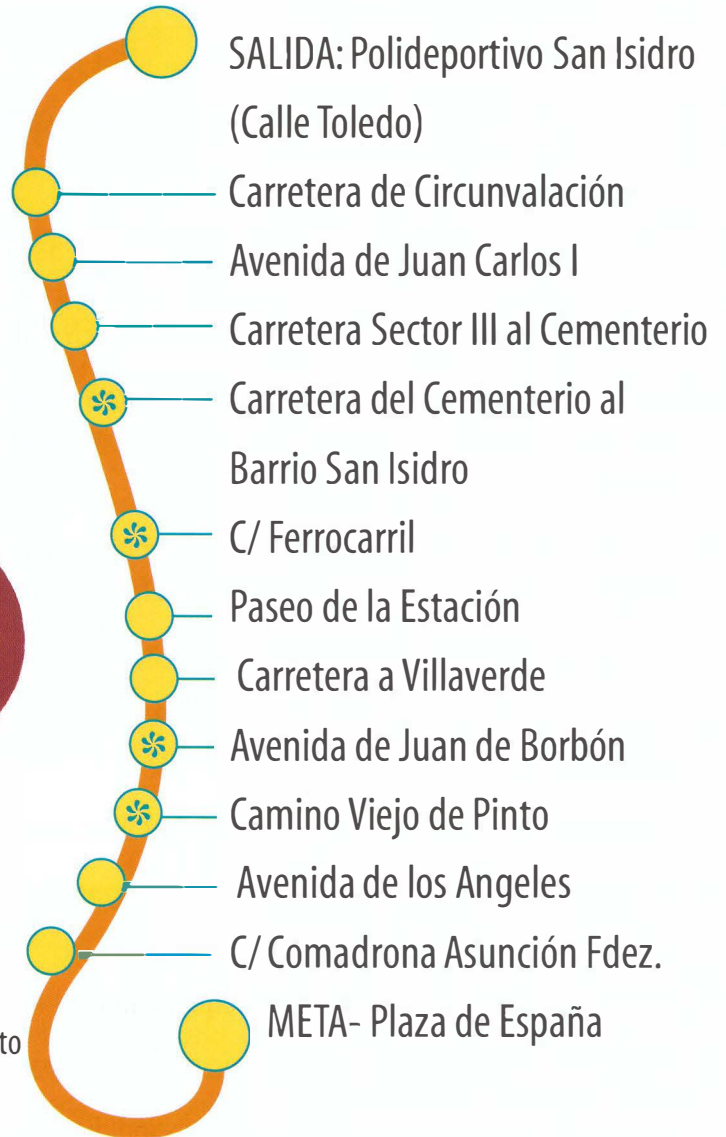 SALIDA: Polideportivo San Isidro
(Calle Toledo)
Carretera de Circunvalación
Avenida de Juan Carlos I
Carretera Sector III al Cementerio
Carretera del Cementerio al
Barrio San Isidro
C/ Ferrocarril
Paseo de la Estación
Carretera a Villaverde
Avenida de Juan de Borbón
Camino Viejo de Pinto
Avenida de los Angeles
C/ Comadrona Asunción Fdez.
META- Plaza de España